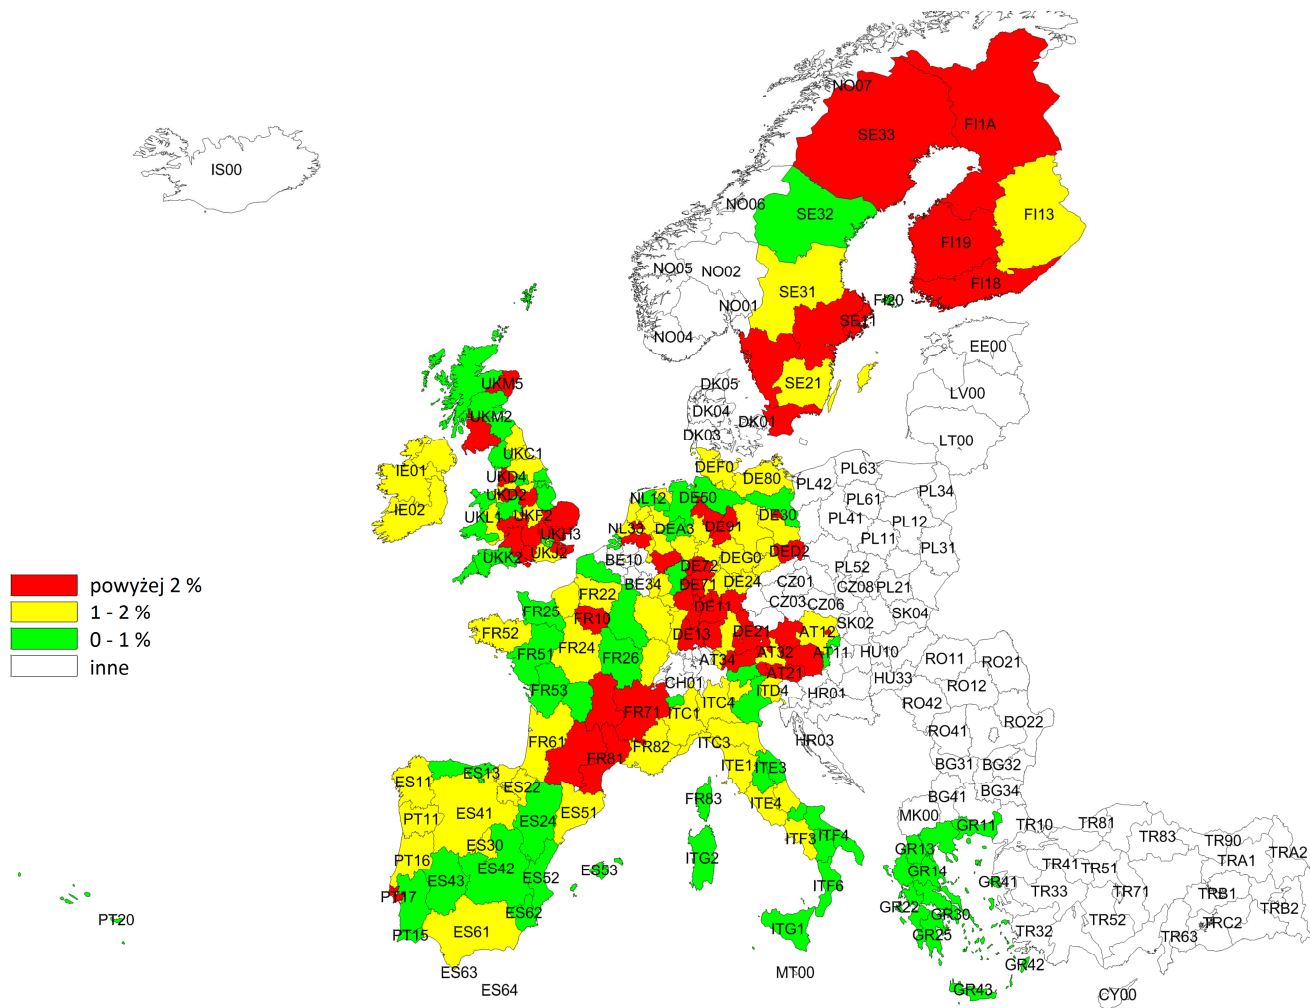 NO07
FI1A
SE33
IS00
NO06
SE32
FI13
FI19
NO05
NO02
FI18
SE31
FI20
NO01
SE11
NO04
EE00
UKM5
DK05
SE21
LV00
UKM2
DK04
DK01
DK03
LT00
UKC1
IE01
DEF0
PL63
UKD4
DE80
PL42
PL34
UKD2
NL12
DE50
PL61
IE02
UKL1
UKF2
DE30
PL41
PL12
NL33
DEA3
DE91
UKH3
PL11
PL31
UKK2
UKJ2
BE10
DEG0
DED2
DE72
PL52
powyżej 2 %
BE34
DE71
DE24
CZ01
CZ08
PL21
1 - 2 %
FR22
DE11
CZ03
CZ06
SK04
FR25
FR10
SK02
0 - 1 %
FR52
DE13
DE21
AT12
FR24
FR51
FR26
AT34
AT32
AT11
HU10
RO11
RO21
inne
AT21
CH01
HU33
RO12
FR53
ITD4
HR01
FR71
ITC1
ITC4
RO42
RO22
FR61
FR82
ITC3
HR03
RO41
FR81
ITE1
ITE3
BG31
BG32
ES11
ES13
ES22
BG34
FR83
BG41
ES41
ES51
ITE4
MK00
PT11
ES24
GR11
TR10
TR81
TR83
TR90
ES30
ITF3
ITF4
GR13
TRA2
PT16
ES42
ES53
ITG2
GR14
TR41
TR51
TRA1
ES43
ES52
ITF6
GR41
TR33
TR71
TRB1
PT17
GR22
TRB2
PT20
ES62
GR30
TR52
TRC2
PT15
ES61
ITG1
GR25
TR32
TR63
ES63
MT00
GR42
ES64
GR43
CY00